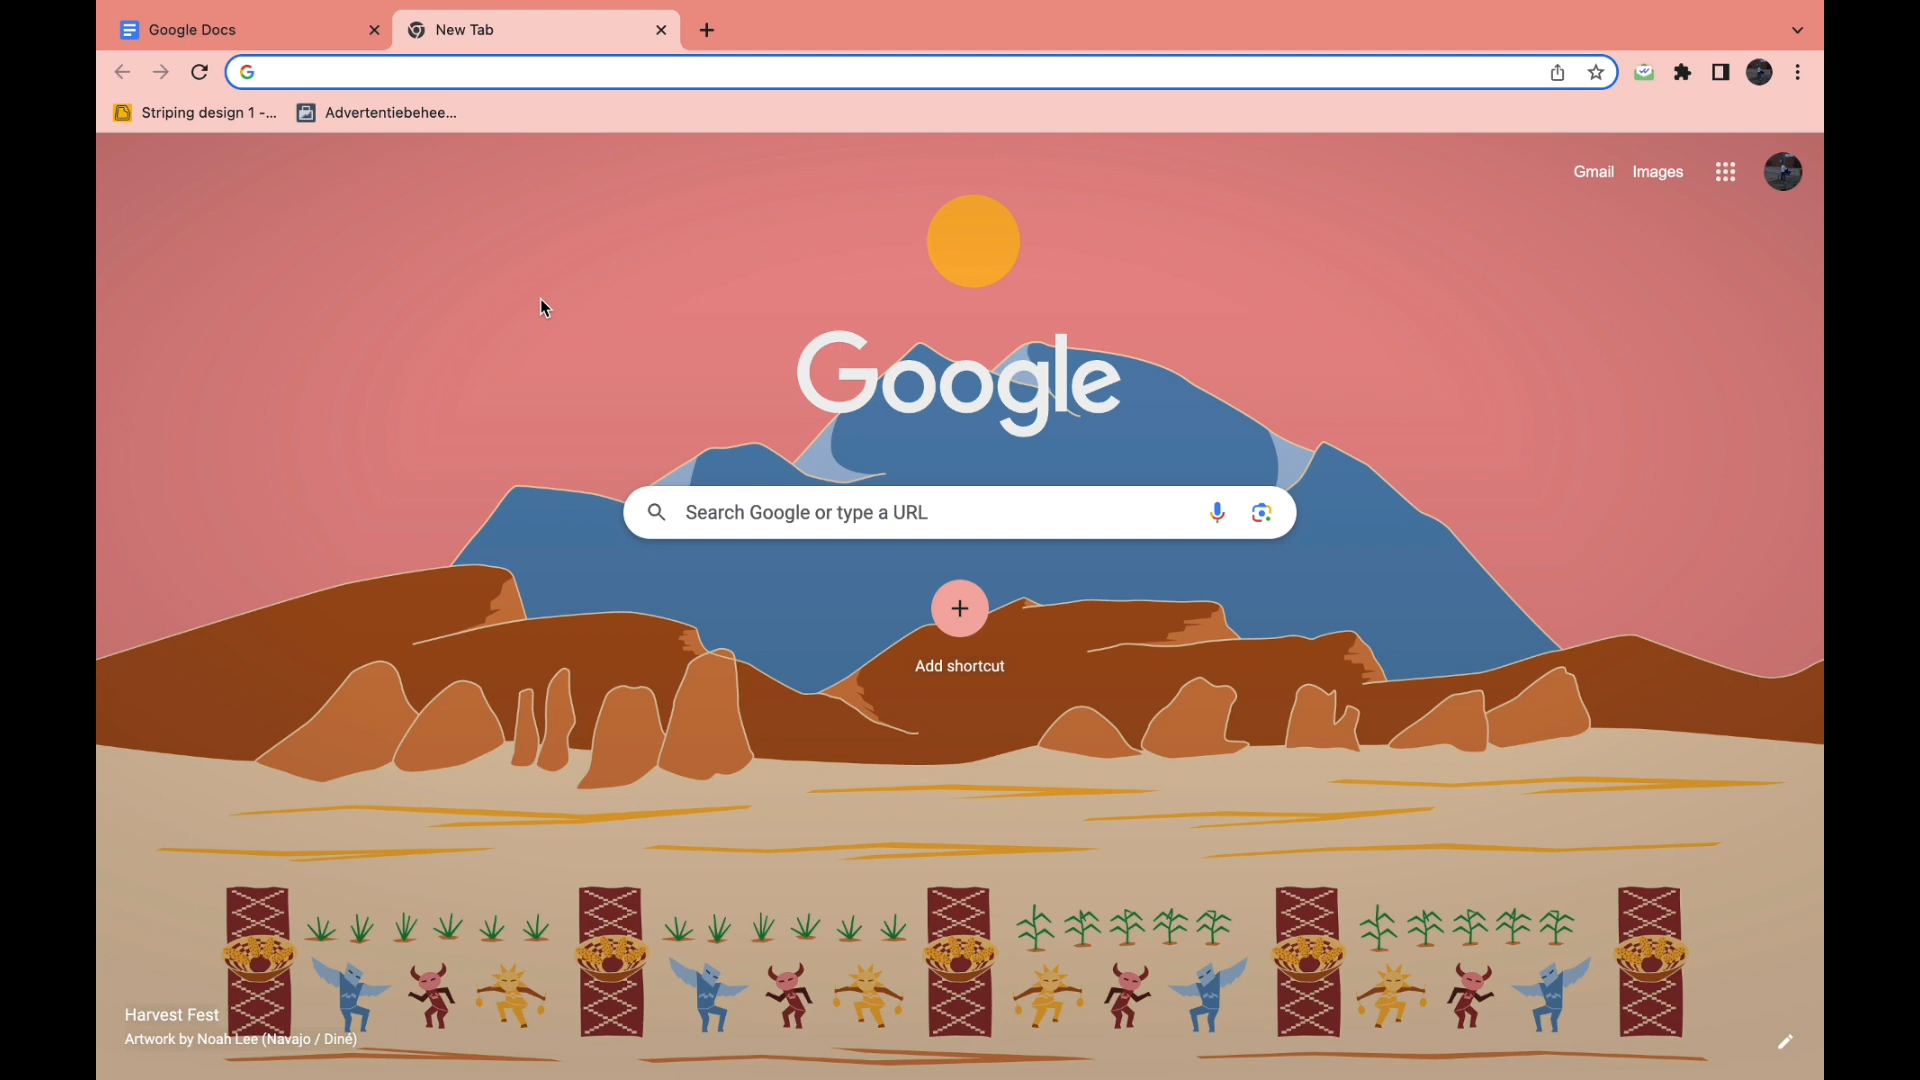 Google Docs
New Tab
Striping design 1 -...
Advertentiebehee...
Gmail
Images
Google
Search Google or type a URL
Add shortcut
Harvest Fest
Artwork by Noah Lee (Navajo / Diné)